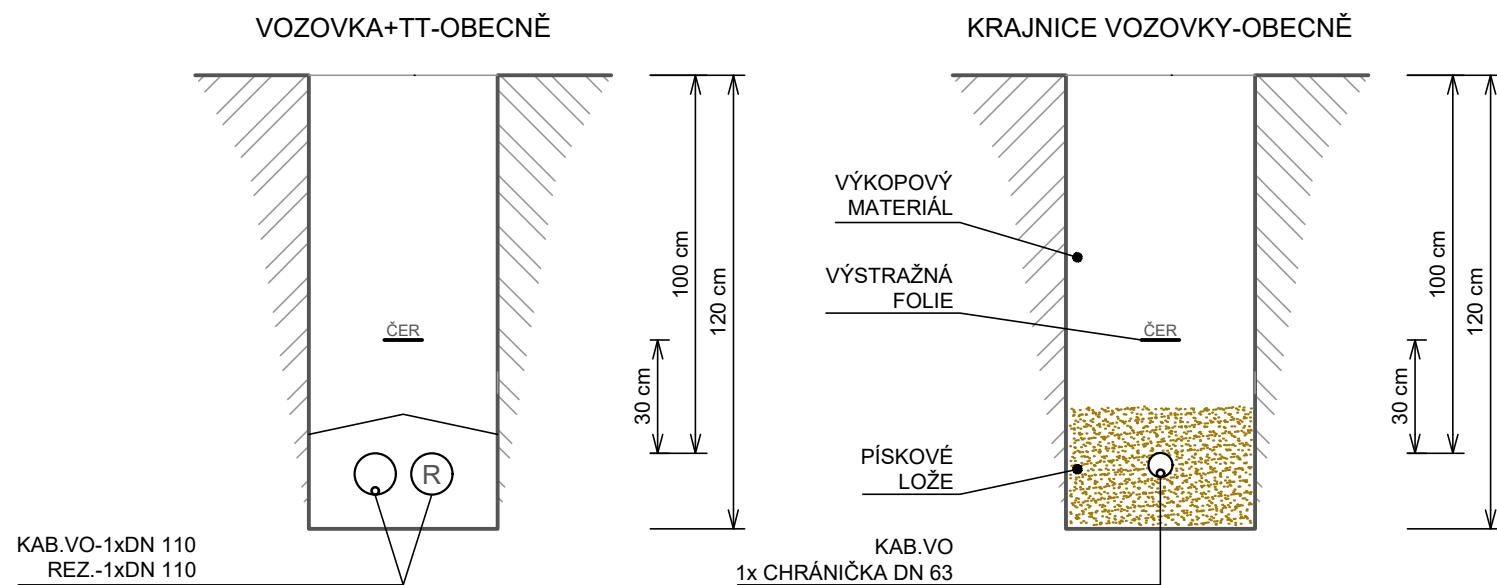 VOZOVKA+TT-OBECNĚ
100 cm
120 cm
ČER
30 cm
R
KAB.VO-1xDN 110
REZ.-1xDN 110
KRAJNICE VOZOVKY-OBECNĚ
VÝKOPOVÝ
MATERIÁL
100 cm
120 cm
VÝSTRAŽNÁ
FOLIE
ČER
30 cm
PÍSKOVÉ
LOŽE
KAB.VO
1x CHRÁNIČKA DN 63